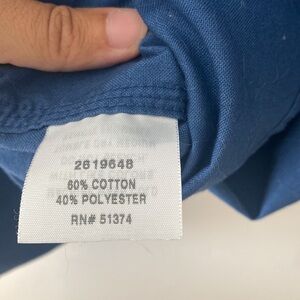 2619648
60% COTTON
40% POLYESTER
RN# 51374